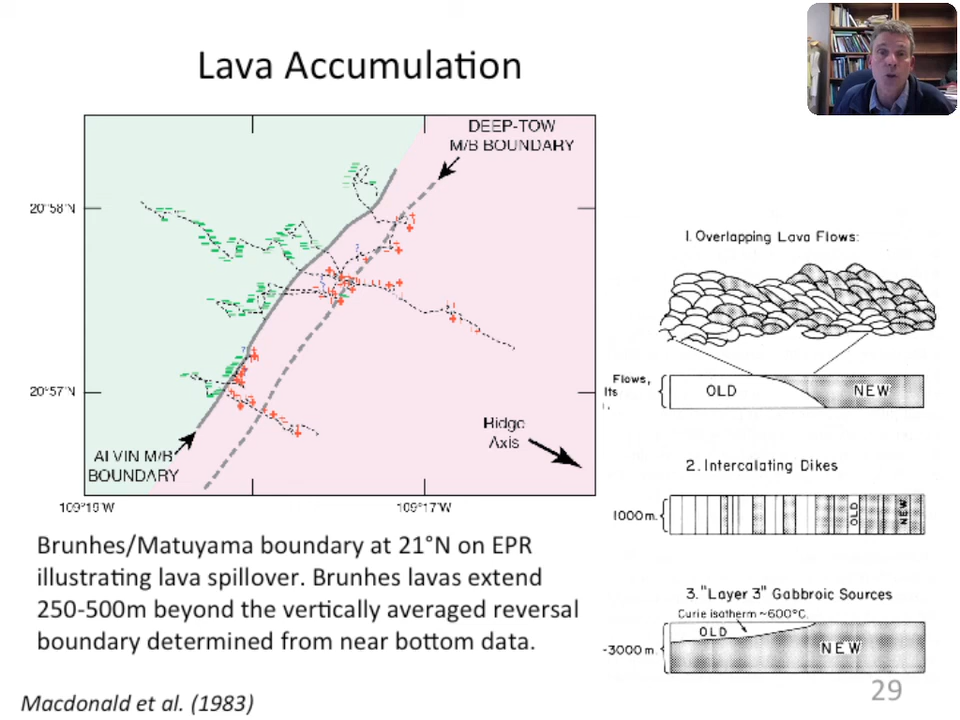 Lava Accumulation
DEEP-TOW
M/B BOUNDARY
20°58'N
20°57'N
Ridge
Axis
ALVIN M/B
BOUNDARY
109°19'W
109°17'W
1. Overlapping Lava Flows:
Flows,
OLD
NEW
2. Intercalating Dikes
1000m.
OLD
NEW
3. "Layer 3" Gabbroic Sources
Curie isotherm ~600°C.
OLD
NEW
~3000m.
Brunhes/Matuyama boundary at 21°N on EPR
illustrating lava spillover. Brunhes lavas extend
250-500m beyond the vertically averaged reversal
boundary determined from near bottom data.
Macdonald et al. (1983)
29